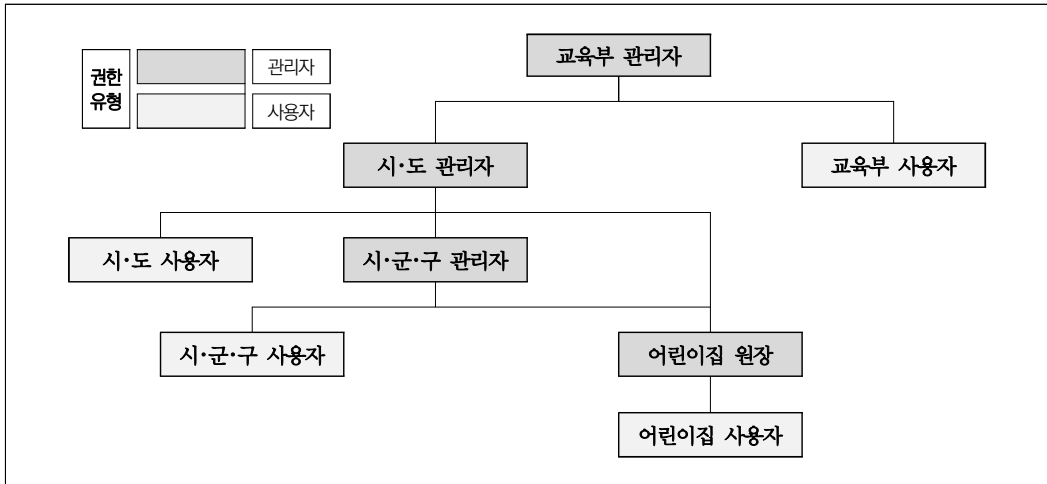 권한
유형
관리자
사용자
교육부 관리자
시·도 관리자
교육부 사용자
시·도 사용자
시·군·구 관리자
시·군·구 사용자
어린이집 원장
어린이집 사용자